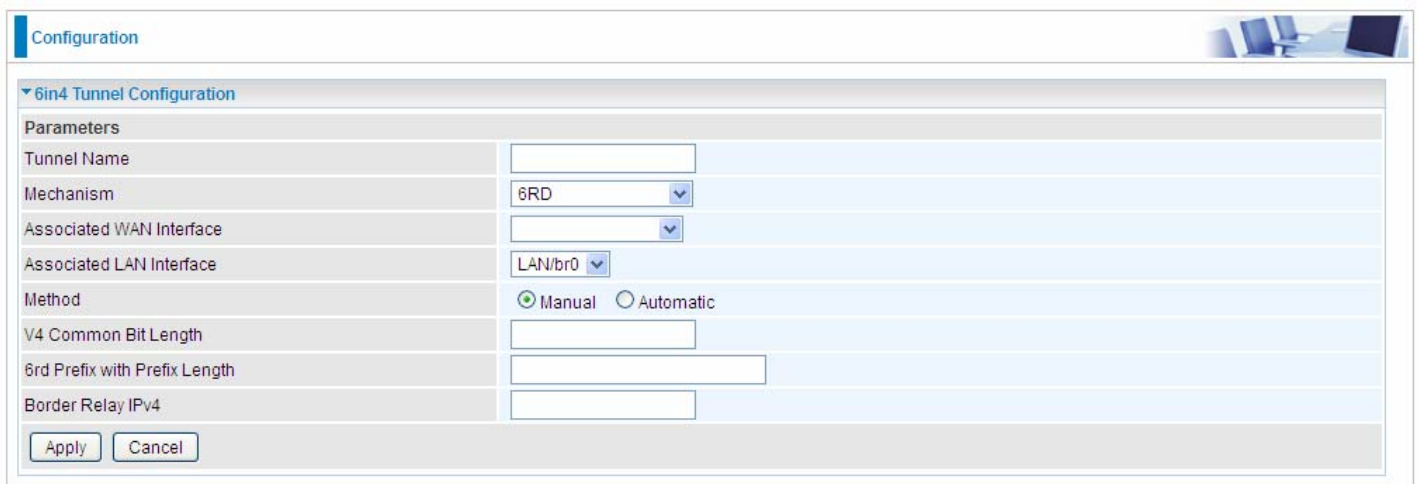 Configuration
6in4 Tunnel Configuration
Parameters
Tunnel Name
Mechanism 6RD
Associated WAN Interface
Associated LAN Interface LAN/br0
Method Manual Automatic
V4 Common Bit Length
6rd Prefix with Prefix Length
Border Relay IPv4
Apply Cancel